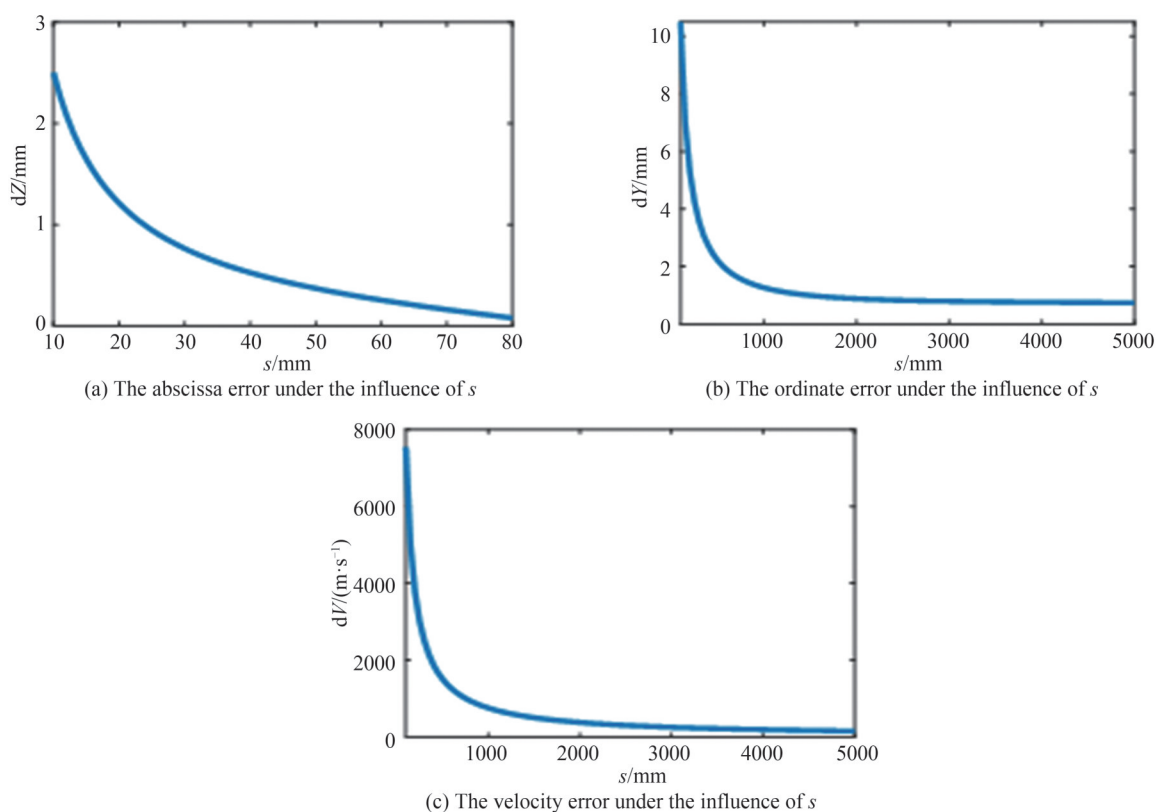 3
2
1
0
dZ/mm
10 20 30 40 50 60 70 80
s/mm
(a) The abscissa error under the influence of s
10
8
6
4
2
0
dY/mm
1000 2000 3000 4000 5000
s/mm
(b) The ordinate error under the influence of s
8000
6000
4000
2000
0
dV/(m·s⁻¹)
1000 2000 3000 4000 5000
s/mm
(c) The velocity error under the influence of s